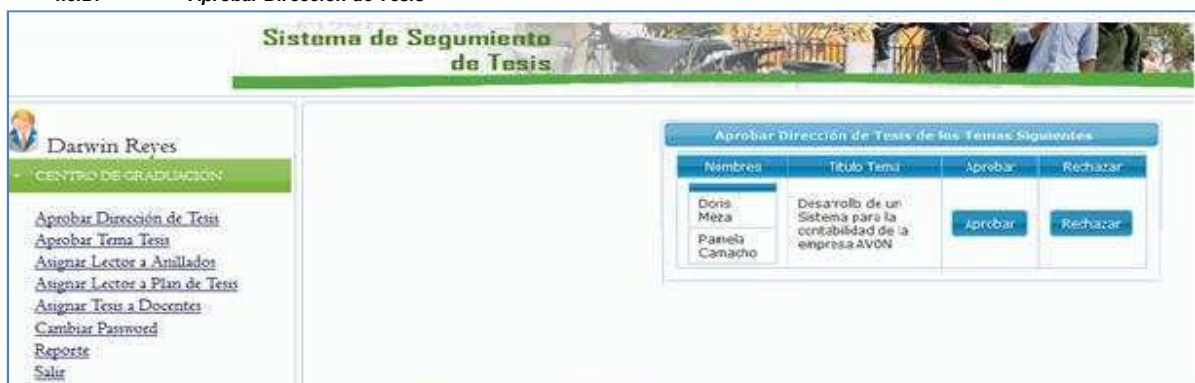 Aprobar Dirección de Tesis
Sistema de Segumiento
de Tesis
Darwin Reyes
CENTRO DE GRADUACIÓN
Aprobar Dirección de Tesis
Aprobar Tema Tesis
Asignar Lector a Anillados
Asignar Lector a Plan de Tesis
Asignar Tesis a Docentes
Cambiar Password
Reporte
Salir
Aprobar Dirección de Tesis de los Temas Siguientes
Nombres Titulo Tema Aprobar Rechazar
Doris
Meza
Pamela
Camacho
Desarrollo de un
Sistema para la
contabilidad de la
empresa AVON
Aprobar Rechazar